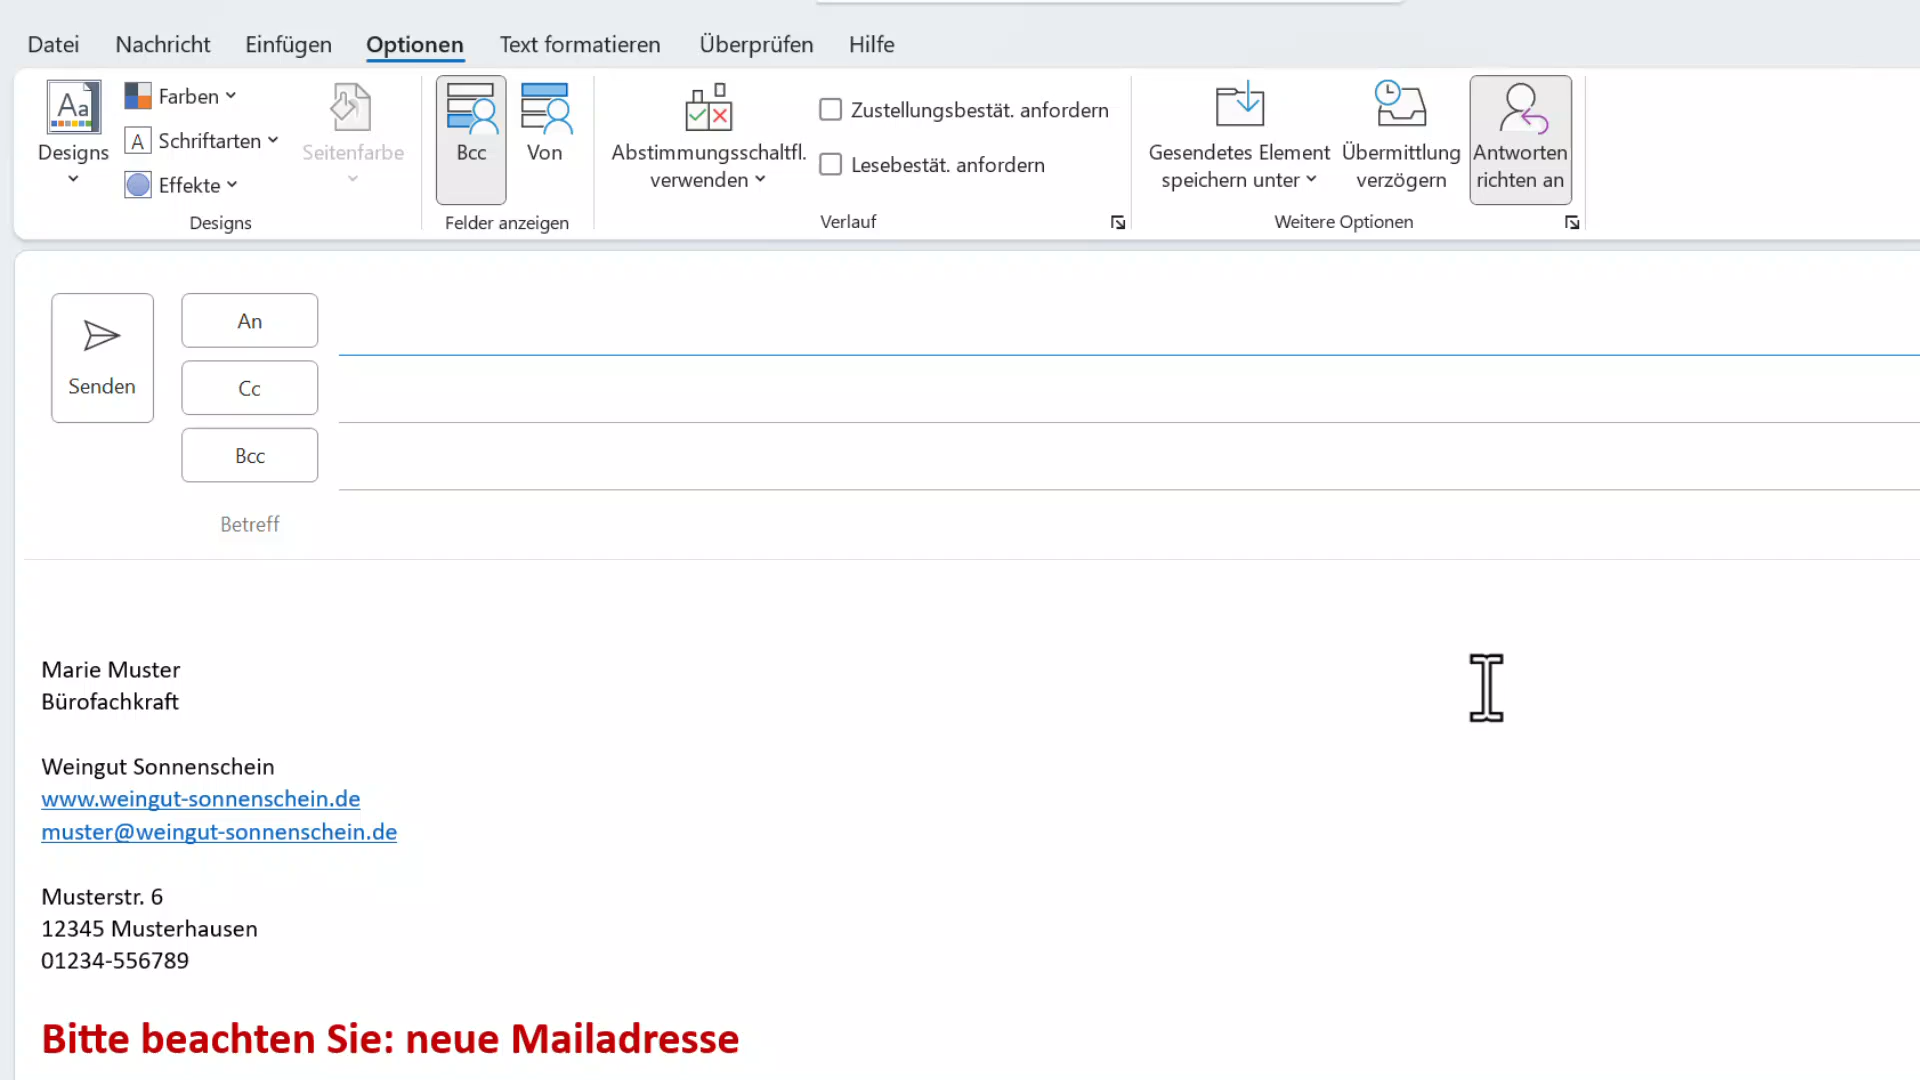 Datei Nachricht Einfügen Optionen Text formatieren Überprüfen Hilfe
Aa
Designs
Farben
A Schriftarten
Effekte
Seitenfarbe
Designs
Bcc
Von
Felder anzeigen
Abstimmungsschaltfl.
verwenden
Zustellungsbestät. anfordern
Lesebestät. anfordern
Verlauf
Gesendetes Element
speichern unter
Übermittlung
verzögern
Antworten
richten an
Weitere Optionen
Senden
An
Cc
Bcc
Betreff
Marie Muster
Bürofachkraft
Weingut Sonnenschein
www.weingut-sonnenschein.de
muster@weingut-sonnenschein.de
Musterstr. 6
12345 Musterhausen
01234-556789
Bitte beachten Sie: neue Mailadresse